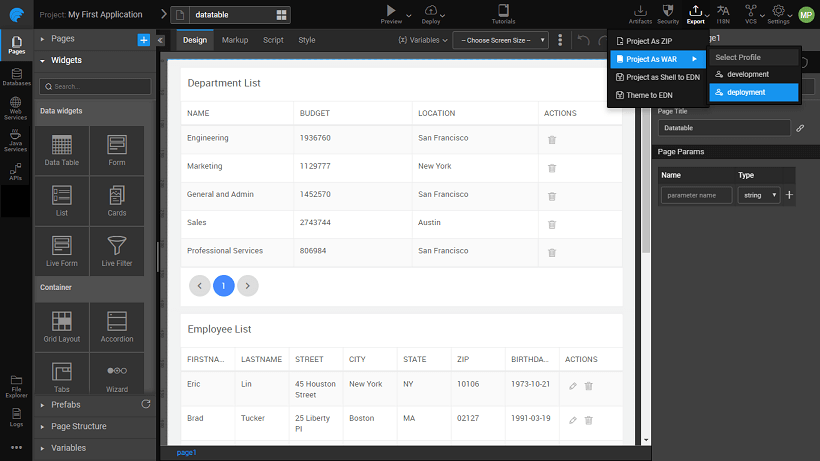 Project: My First Application
datatable
Preview
Deploy
Tutorials
Artifacts
Security
Export
I18N
VCS
Settings
MP
Pages
Databases
Web Services
Java Services
APIs
File Explorer
Logs
Pages
Widgets
Search...
Data widgets
Data Table
Form
List
Cards
Live Form
Live Filter
Container
Grid Layout
Accordion
Tabs
Wizard
Prefabs
Page Structure
Variables
Design
Markup
Script
Style
(x) Variables
-- Choose Screen Size --
Department List
NAME BUDGET LOCATION ACTIONS
Engineering 1936760 San Francisco
Marketing 1129777 New York
General and Admin 1452570 San Francisco
Sales 2743744 Austin
Professional Services 806984 San Francisco
1
Employee List
FIRSTNA... LASTNAME STREET CITY STATE ZIP BIRTHDA... ACTIONS
Eric Lin 45 Houston Street New York NY 10106 1973-10-21
Brad Tucker 25 Liberty Pl Boston MA 02127 1991-03-19
page1
Project As ZIP
Project As WAR
Project as Shell to EDN
Theme to EDN
Select Profile
development
deployment
Page Title
Datatable
Page Params
Name Type
parameter name string